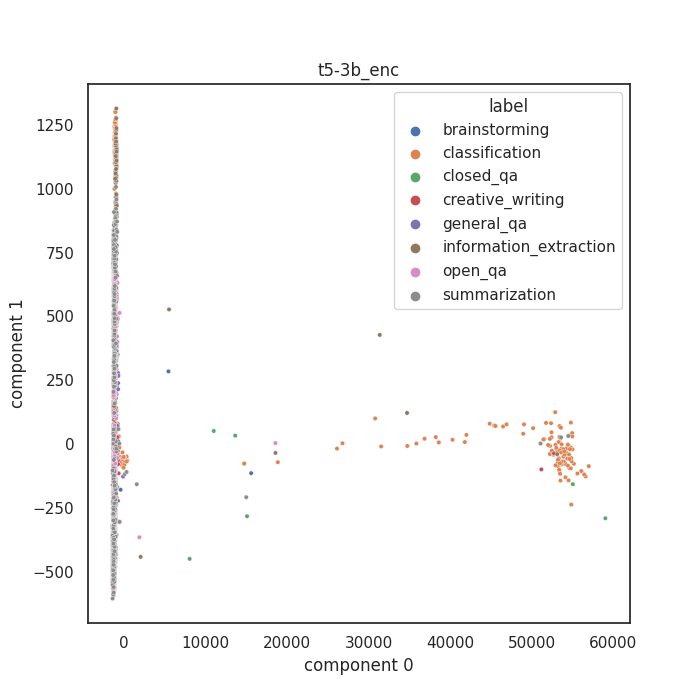 t5-3b_enc
label
brainstorming
classification
closed_qa
creative_writing
general_qa
information_extraction
open_qa
summarization
component 1
1250
1000
750
500
250
0
−250
−500
0
10000
20000
30000
40000
50000
60000
component 0